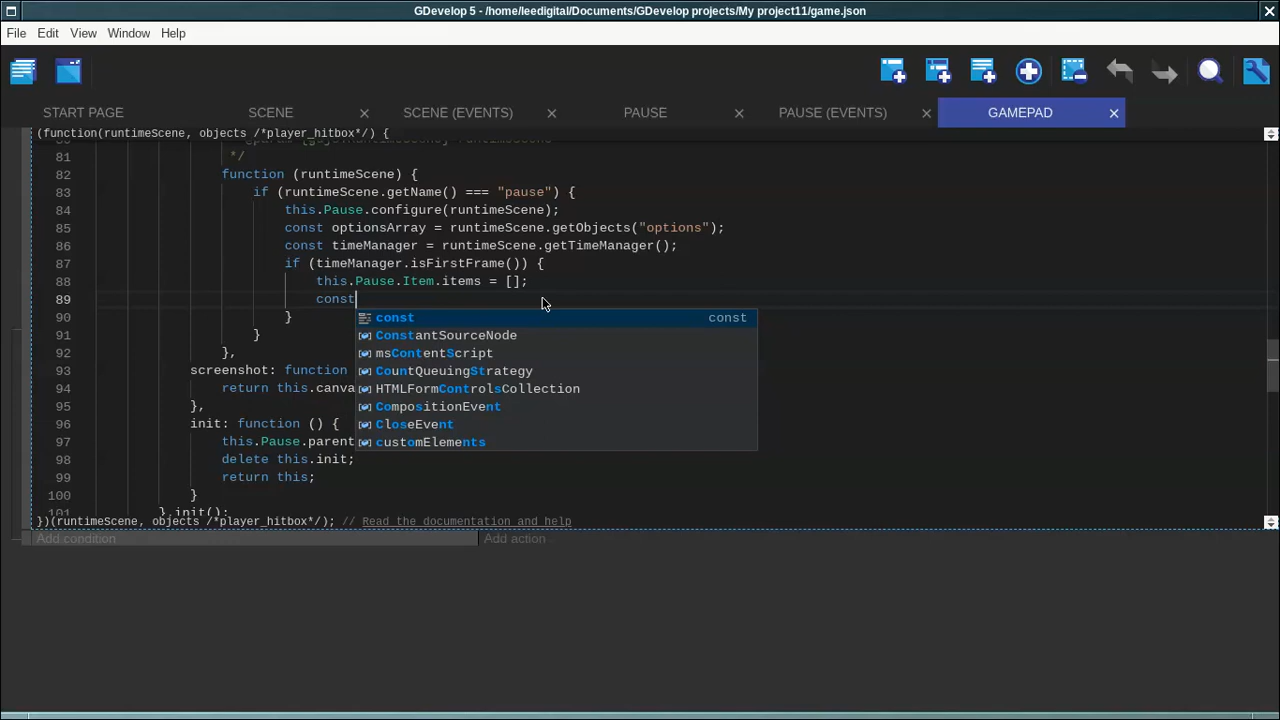 GDevelop 5 - /home/leedigital/Documents/GDevelop projects/My project11/game.json
File Edit View Window Help
START PAGE SCENE SCENE (EVENTS) PAUSE PAUSE (EVENTS) GAMEPAD
(function(runtimeScene, objects /*player_hitbox*/) {
81 */
82 function (runtimeScene) {
83 if (runtimeScene.getName() === "pause") {
84 this.Pause.configure(runtimeScene);
85 const optionsArray = runtimeScene.getObjects("options");
86 const timeManager = runtimeScene.getTimeManager();
87 if (timeManager.isFirstFrame()) {
88 this.Pause.Item.items = [];
89 const
90 }
const const
91 }
ConstantSourceNode
92 },
msContentScript
93 screenshot: function
CountQueuingStrategy
94 return this.canva
HTMLFormControlsCollection
95 },
CompositionEvent
96 init: function () {
CloseEvent
97 this.Pause.parent
customElements
98 delete this.init;
99 return this;
100 }
101 }.init();
})(runtimeScene, objects /*player_hitbox*/); // Read the documentation and help
Add condition Add action